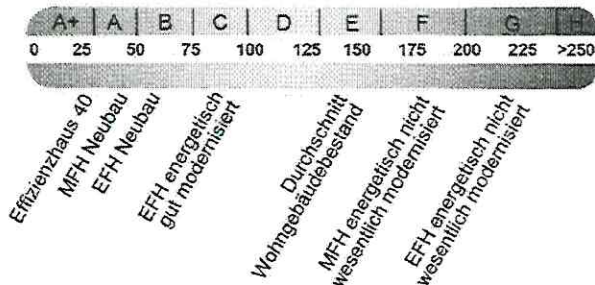 A+ A B C D E F G H
0 25 50 75 100 125 150 175 200 225 >250
Effizienzhaus 40
MFH Neubau
EFH Neubau
EFH energetisch
gut modernisiert
Durchschnitt
Wohngebäudebestand
MFH energetisch nicht
wesentlich modernisiert
EFH energetisch nicht
wesentlich modernisiert